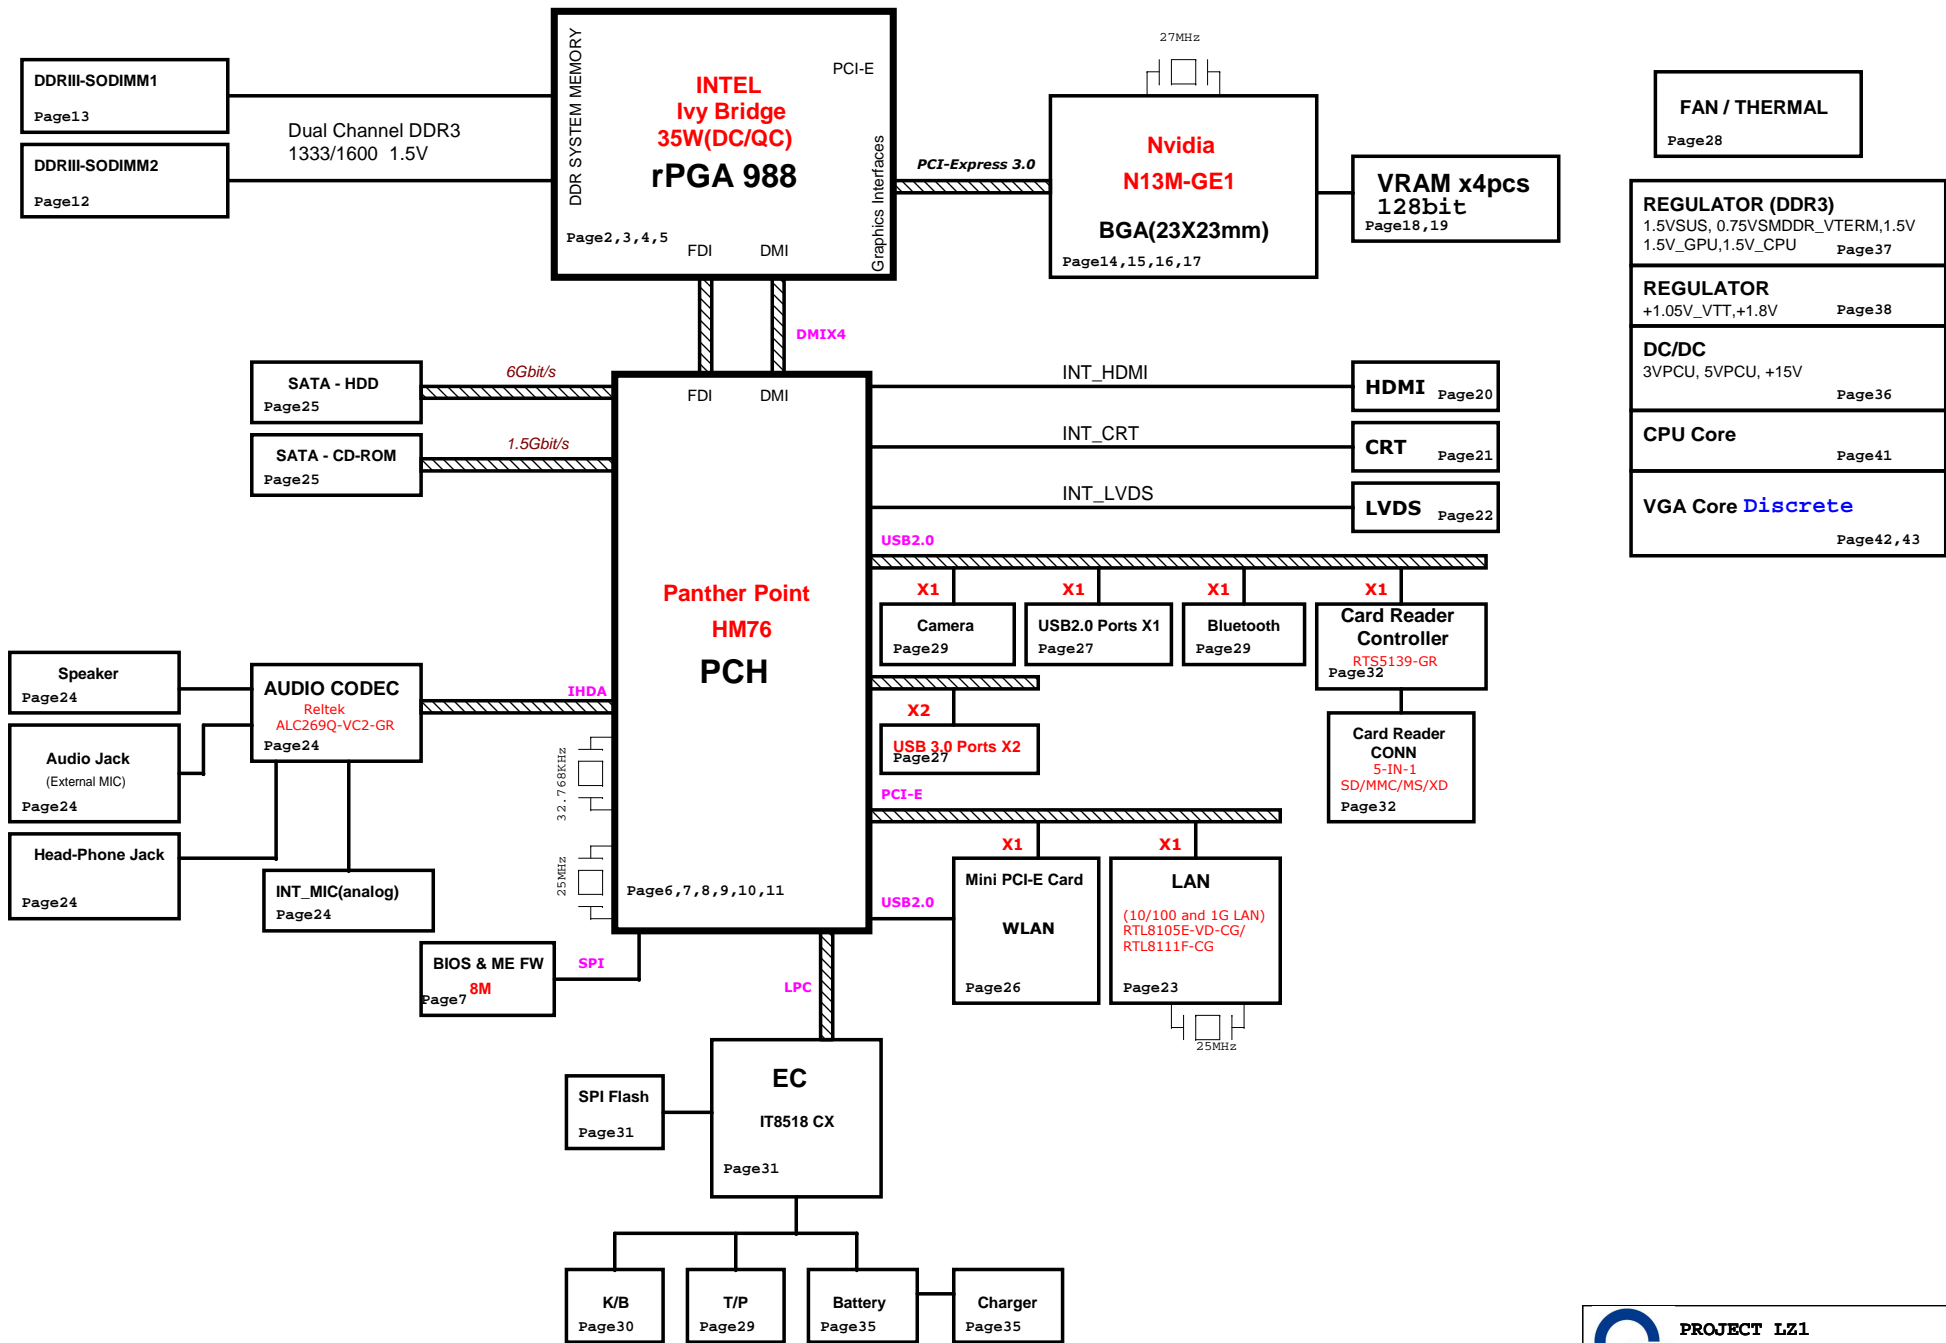 DDRIII-SODIMM1
Page13
DDRIII-SODIMM2
Page12
Dual Channel DDR3
1333/1600 1.5V
DDR SYSTEM MEMORY
PCI-E
INTEL
Ivy Bridge
35W(DC/QC)
rPGA 988
Page2,3,4,5
FDI
DMI
Graphics Interfaces
PCI-Express 3.0
27MHz
Nvidia
N13M-GE1
BGA(23X23mm)
Page14,15,16,17
VRAM x4pcs
128bit
Page18,19
FAN / THERMAL
Page28
REGULATOR (DDR3)
1.5VSUS, 0.75VSMDDR_VTERM,1.5V
1.5V_GPU,1.5V_CPU
Page37
REGULATOR
+1.05V_VTT,+1.8V
Page38
DC/DC
3VPCU, 5VPCU, +15V
Page36
CPU Core
Page41
VGA Core Discrete
Page42,43
DMIX4
SATA - HDD
Page25
6Gbit/s
SATA - CD-ROM
Page25
1.5Gbit/s
FDI
DMI
Panther Point
HM76
PCH
Page6,7,8,9,10,11
INT_HDMI
HDMI
Page20
INT_CRT
CRT
Page21
INT_LVDS
LVDS
Page22
USB2.0
X1
Camera
Page29
X1
USB2.0 Ports X1
Page27
X1
Bluetooth
Page29
X1
Card Reader
Controller
RTS5139-GR
Page32
Card Reader
CONN
5-IN-1
SD/MMC/MS/XD
Page32
X2
USB 3.0 Ports X2
Page27
PCI-E
X1
Mini PCI-E Card
WLAN
Page26
USB2.0
X1
LAN
(10/100 and 1G LAN)
RTL8105E-VD-CG/
RTL8111F-CG
Page23
25MHz
Speaker
Page24
Audio Jack
(External MIC)
Page24
Head-Phone Jack
Page24
AUDIO CODEC
Reltek
ALC269Q-VC2-GR
Page24
INT_MIC(analog)
Page24
IHDA
32.768KHz
25MHz
BIOS & ME FW
8M
Page7
SPI
LPC
SPI Flash
Page31
EC
IT8518 CX
Page31
K/B
Page30
T/P
Page29
Battery
Page35
Charger
Page35
PROJECT LZ1